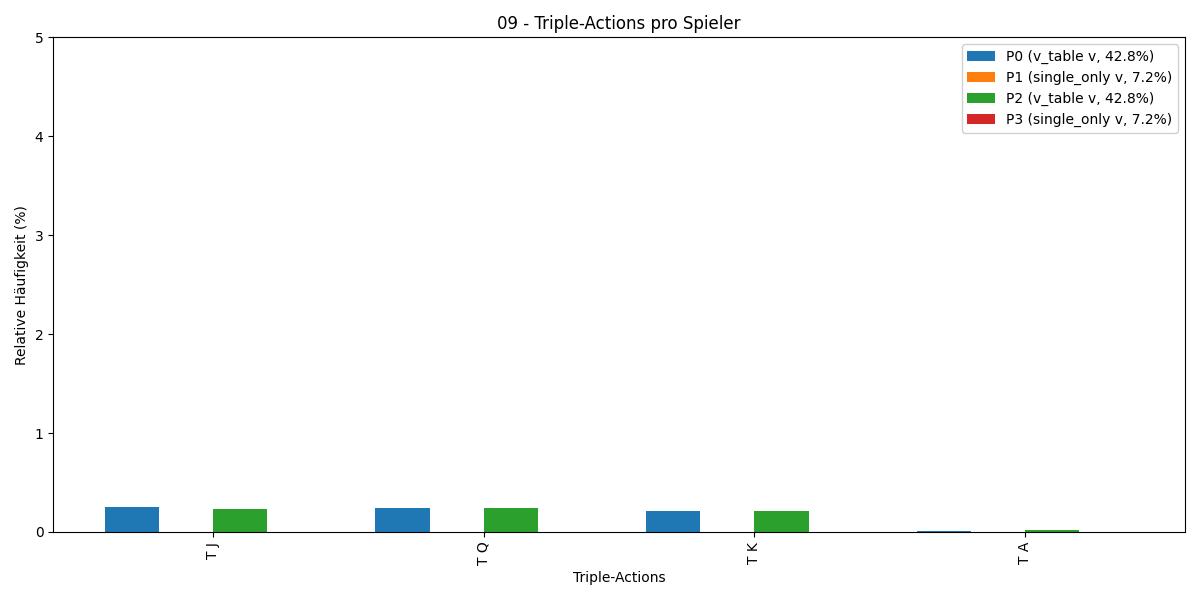 09 - Triple-Actions pro Spieler
P0 (v_table v, 42.8%)
P1 (single_only v, 7.2%)
P2 (v_table v, 42.8%)
P3 (single_only v, 7.2%)
Relative Häufigkeit (%)
5
4
3
2
1
0
T J
T Q
T K
T A
Triple-Actions